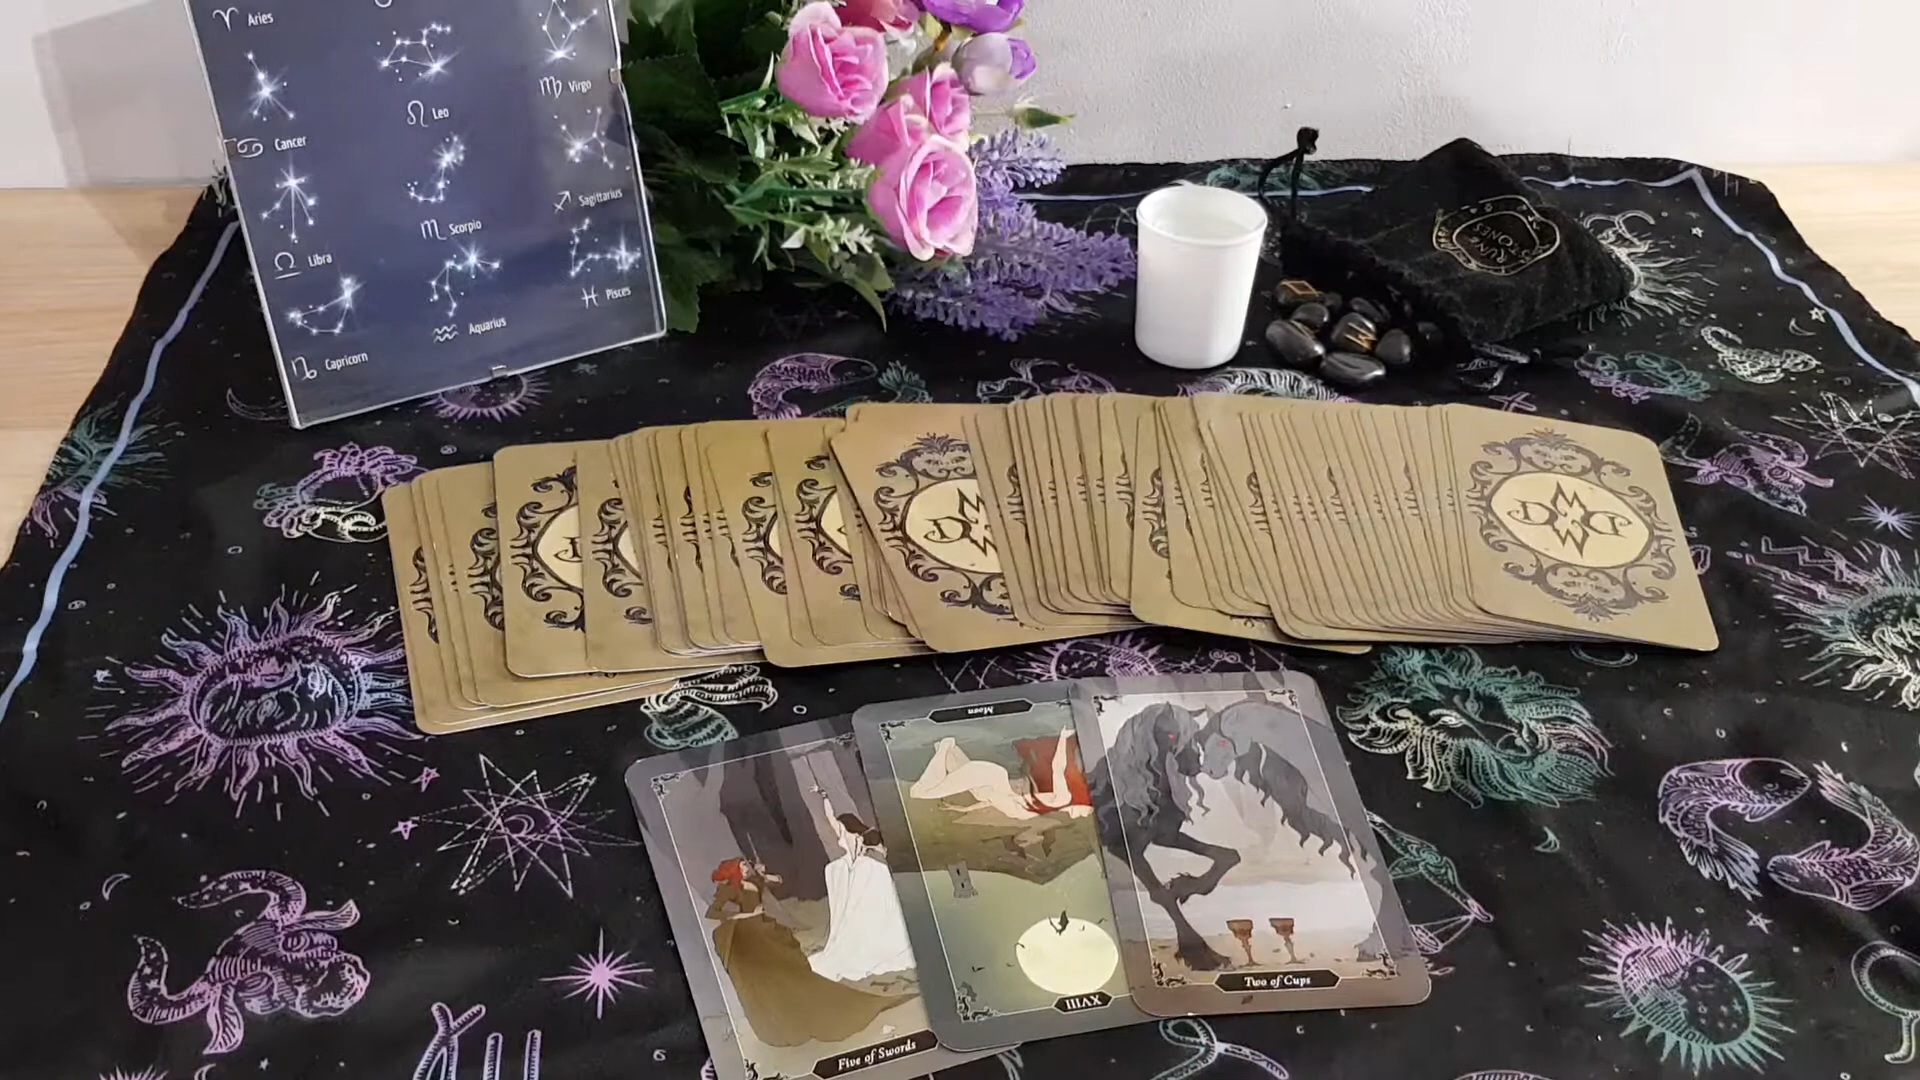 ♈ Aries
♋ Cancer
♌ Leo
♍ Virgo
♎ Libra
♏ Scorpio
♐ Sagittarius
♑ Capricorn
♒ Aquarius
♓ Pisces
RUNE
STONES
Five of Swords
Moon
XVIII
Two of Cups